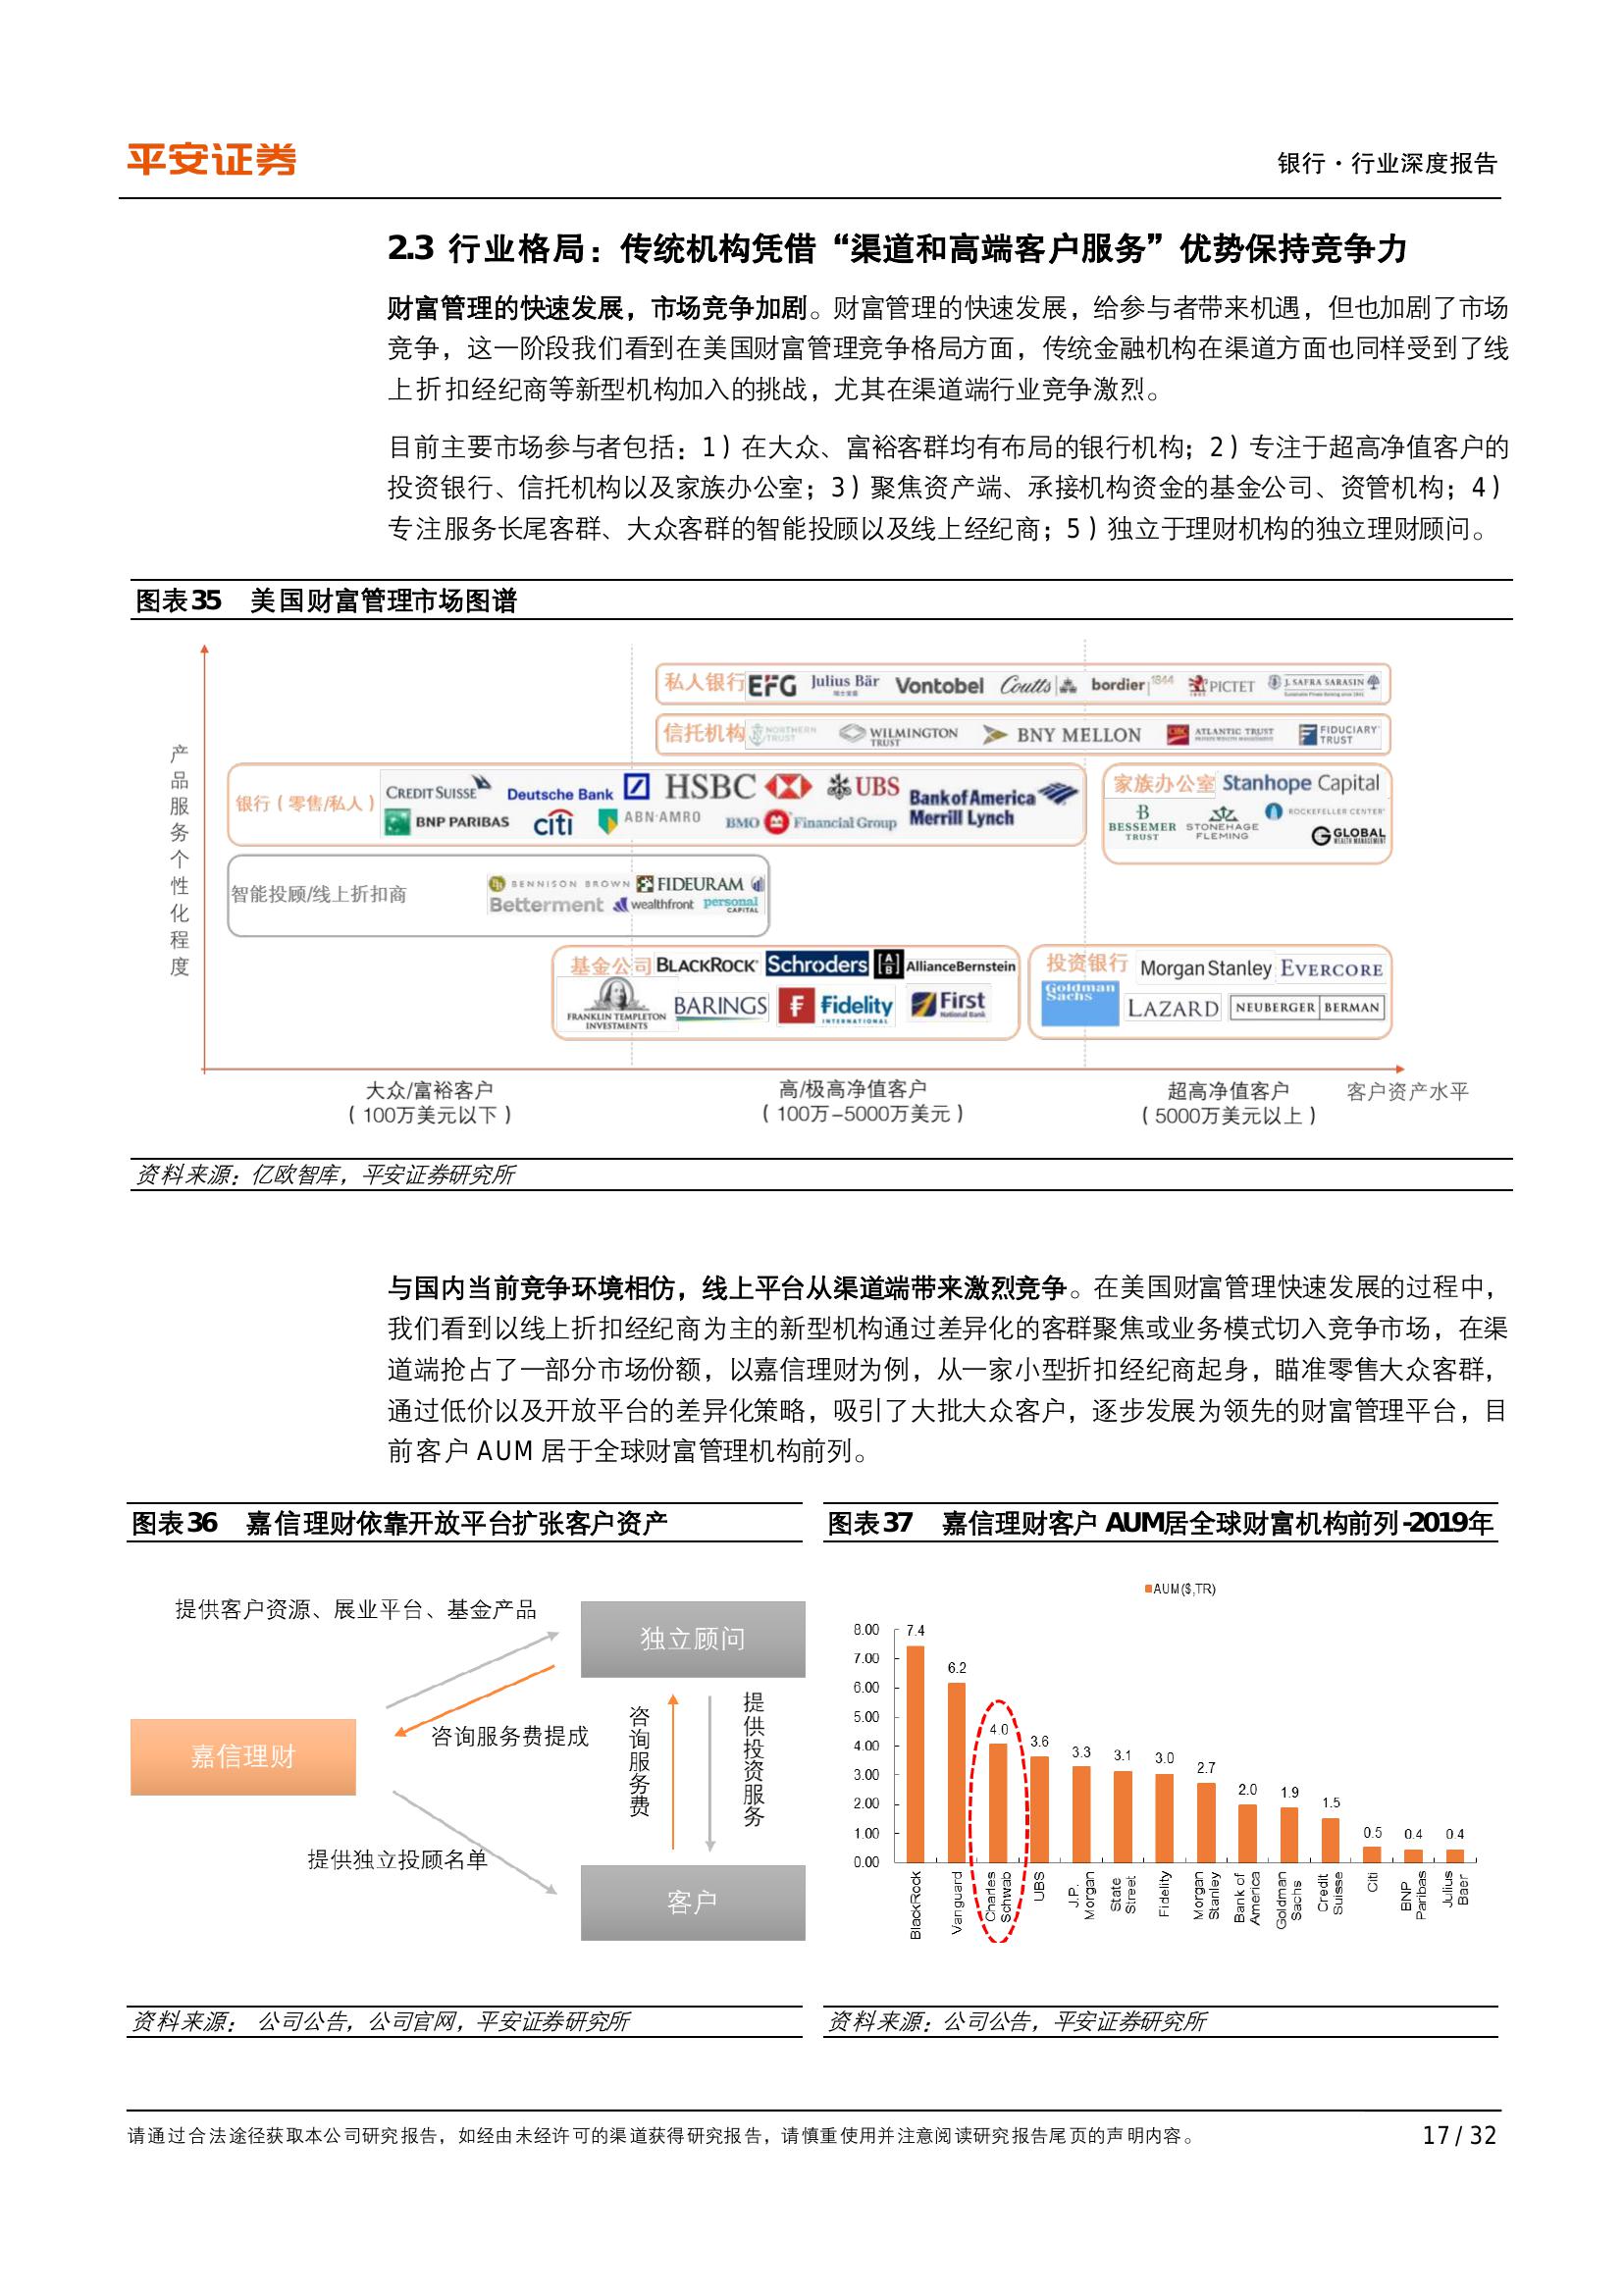 平安证券
银行·行业深度报告
2.3 行业格局：传统机构凭借“渠道和高端客户服务”优势保持竞争力
财富管理的快速发展，市场竞争加剧。财富管理的快速发展，给参与者带来机遇，但也加剧了市场
竞争，这一阶段我们看到在美国财富管理竞争格局方面，传统金融机构在渠道方面也同样受到了线
上折扣经纪商等新型机构加入的挑战，尤其在渠道端行业竞争激烈。
目前主要市场参与者包括：1）在大众、富裕客群均有布局的银行机构；2）专注于超高净值客户的
投资银行、信托机构以及家族办公室；3）聚焦资产端、承接机构资金的基金公司、资管机构；4）
专注服务长尾客群、大众客群的智能投顾以及线上经纪商；5）独立于理财机构的独立理财顾问。
图表35 美国财富管理市场图谱
产品服务个性化程度
私人银行 EFG Julius Bär Vontobel Coutts bordier 1844 PICTET J. SAFRA SARASIN
信托机构 NORTHERN TRUST WILMINGTON TRUST BNY MELLON ATLANTIC TRUST FIDUCIARY TRUST
银行（零售/私人） CREDIT SUISSE Deutsche Bank HSBC UBS Bank of America Merrill Lynch
BNP PARIBAS citi ABN·AMRO BMO Financial Group
家族办公室 Stanhope Capital
BESSEMER TRUST STONEHAGE FLEMING ROCKEFELLER CENTER
GLOBAL WEALTH MANAGEMENT
智能投顾/线上折扣商 BENNISON BROWN FIDEURAM
Betterment wealthfront personal CAPITAL
基金公司 BLACKROCK Schroders [A/B] AllianceBernstein
FRANKLIN TEMPLETON INVESTMENTS BARINGS Fidelity INTERNATIONAL First National Bank
投资银行 Morgan Stanley EVERCORE
Goldman Sachs LAZARD NEUBERGER BERMAN
大众/富裕客户 高/极高净值客户 超高净值客户 客户资产水平
（100万美元以下） （100万–5000万美元） （5000万美元以上）
资料来源：亿欧智库，平安证券研究所
与国内当前竞争环境相仿，线上平台从渠道端带来激烈竞争。在美国财富管理快速发展的过程中，
我们看到以线上折扣经纪商为主的新型机构通过差异化的客群聚焦或业务模式切入竞争市场，在渠
道端抢占了一部分市场份额，以嘉信理财为例，从一家小型折扣经纪商起身，瞄准零售大众客群，
通过低价以及开放平台的差异化策略，吸引了大批大众客户，逐步发展为领先的财富管理平台，目
前客户 AUM 居于全球财富管理机构前列。
图表36 嘉信理财依靠开放平台扩张客户资产
提供客户资源、展业平台、基金产品
独立顾问
咨询服务费提成
嘉信理财
咨询服务费
提供投资服务
提供独立投顾名单
客户
资料来源： 公司公告，公司官网，平安证券研究所
图表37 嘉信理财客户 AUM居全球财富机构前列-2019年
AUM($,TR)
8.00
7.00
6.00
5.00
4.00
3.00
2.00
1.00
0.00
7.4 6.2 4.0 3.6 3.3 3.1 3.0 2.7 2.0 1.9 1.5 0.5 0.4 0.4
BlackRock
Vanguard
Charles Schwab
UBS
J.P. Morgan
State Street
Fidelity
Morgan Stanley
Bank of America
Goldman Sachs
Credit Suisse
Citi
BNP Paribas
Julius Baer
资料来源：公司公告，平安证券研究所
请通过合法途径获取本公司研究报告，如经由未经许可的渠道获得研究报告，请慎重使用并注意阅读研究报告尾页的声明内容。
17 / 32